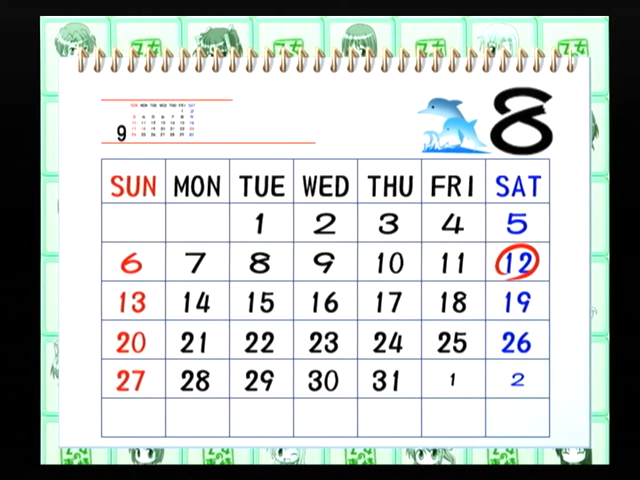 8
9
SUN MON TUE WED THU FRI SAT
1 2 3 4 5
6 7 8 9 10 11 12
13 14 15 16 17 18 19
20 21 22 23 24 25 26
27 28 29 30 31 1 2